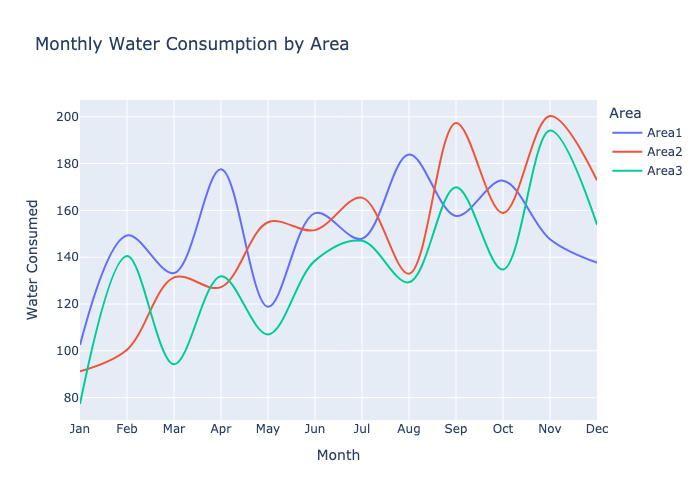 Monthly Water Consumption by Area
Area
Area1
Area2
Area3
Water Consumed
200
180
160
140
120
100
80
Jan Feb Mar Apr May Jun Jul Aug Sep Oct Nov Dec
Month